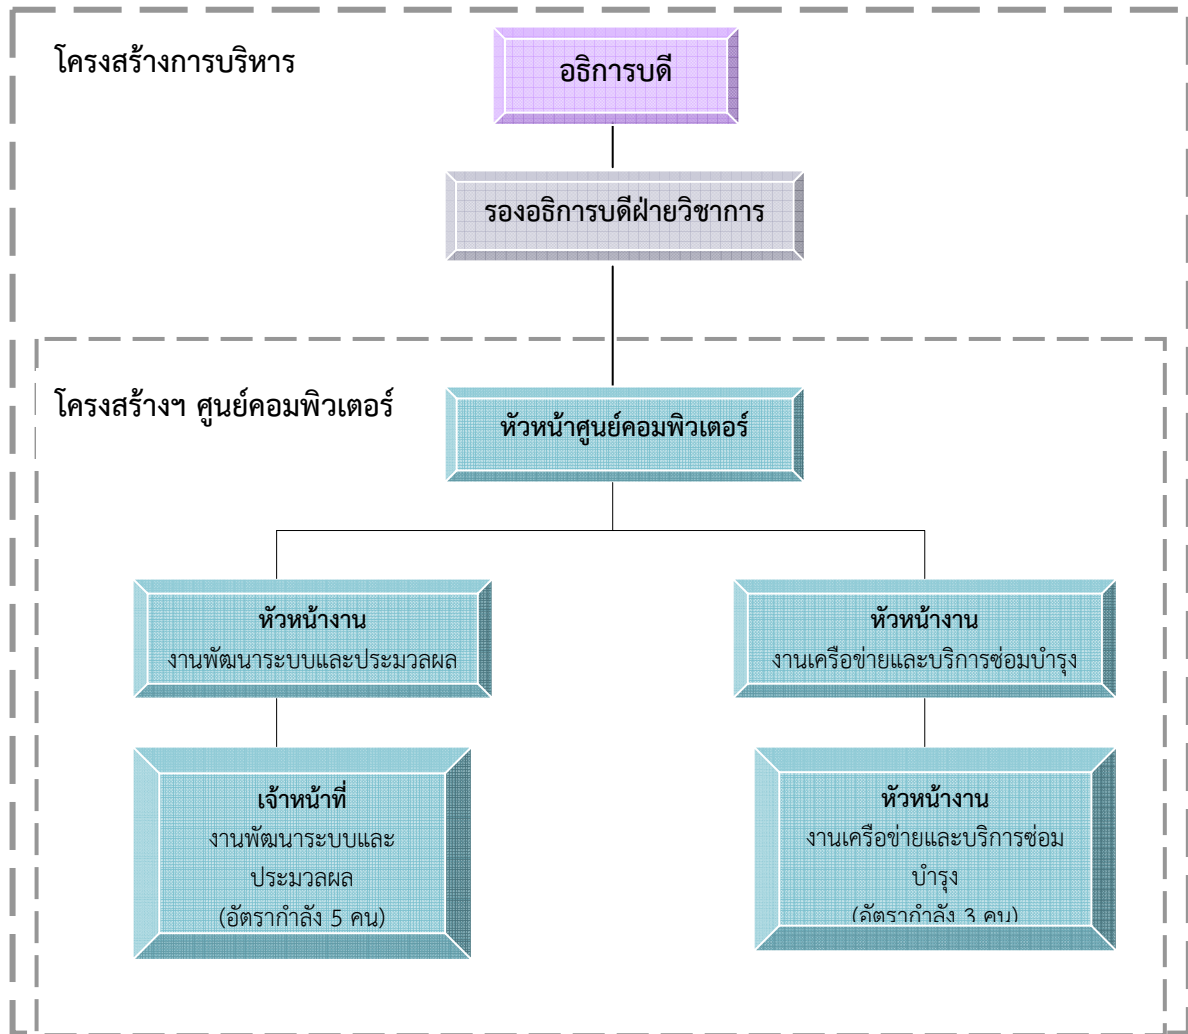 โครงสร้างการบริหาร
อธิการบดี
รองอธิการบดีฝ่ายวิชาการ
โครงสร้างฯ ศูนย์คอมพิวเตอร์
หัวหน้าศูนย์คอมพิวเตอร์
หัวหน้างาน
งานพัฒนาระบบและประมวลผล
หัวหน้างาน
งานเครือข่ายและบริการซ่อมบำรุง
เจ้าหน้าที่
งานพัฒนาระบบและ
ประมวลผล
(อัตรากำลัง 5 คน)
หัวหน้างาน
งานเครือข่ายและบริการซ่อม
บำรุง
(อัตรากำลัง 3 คน)